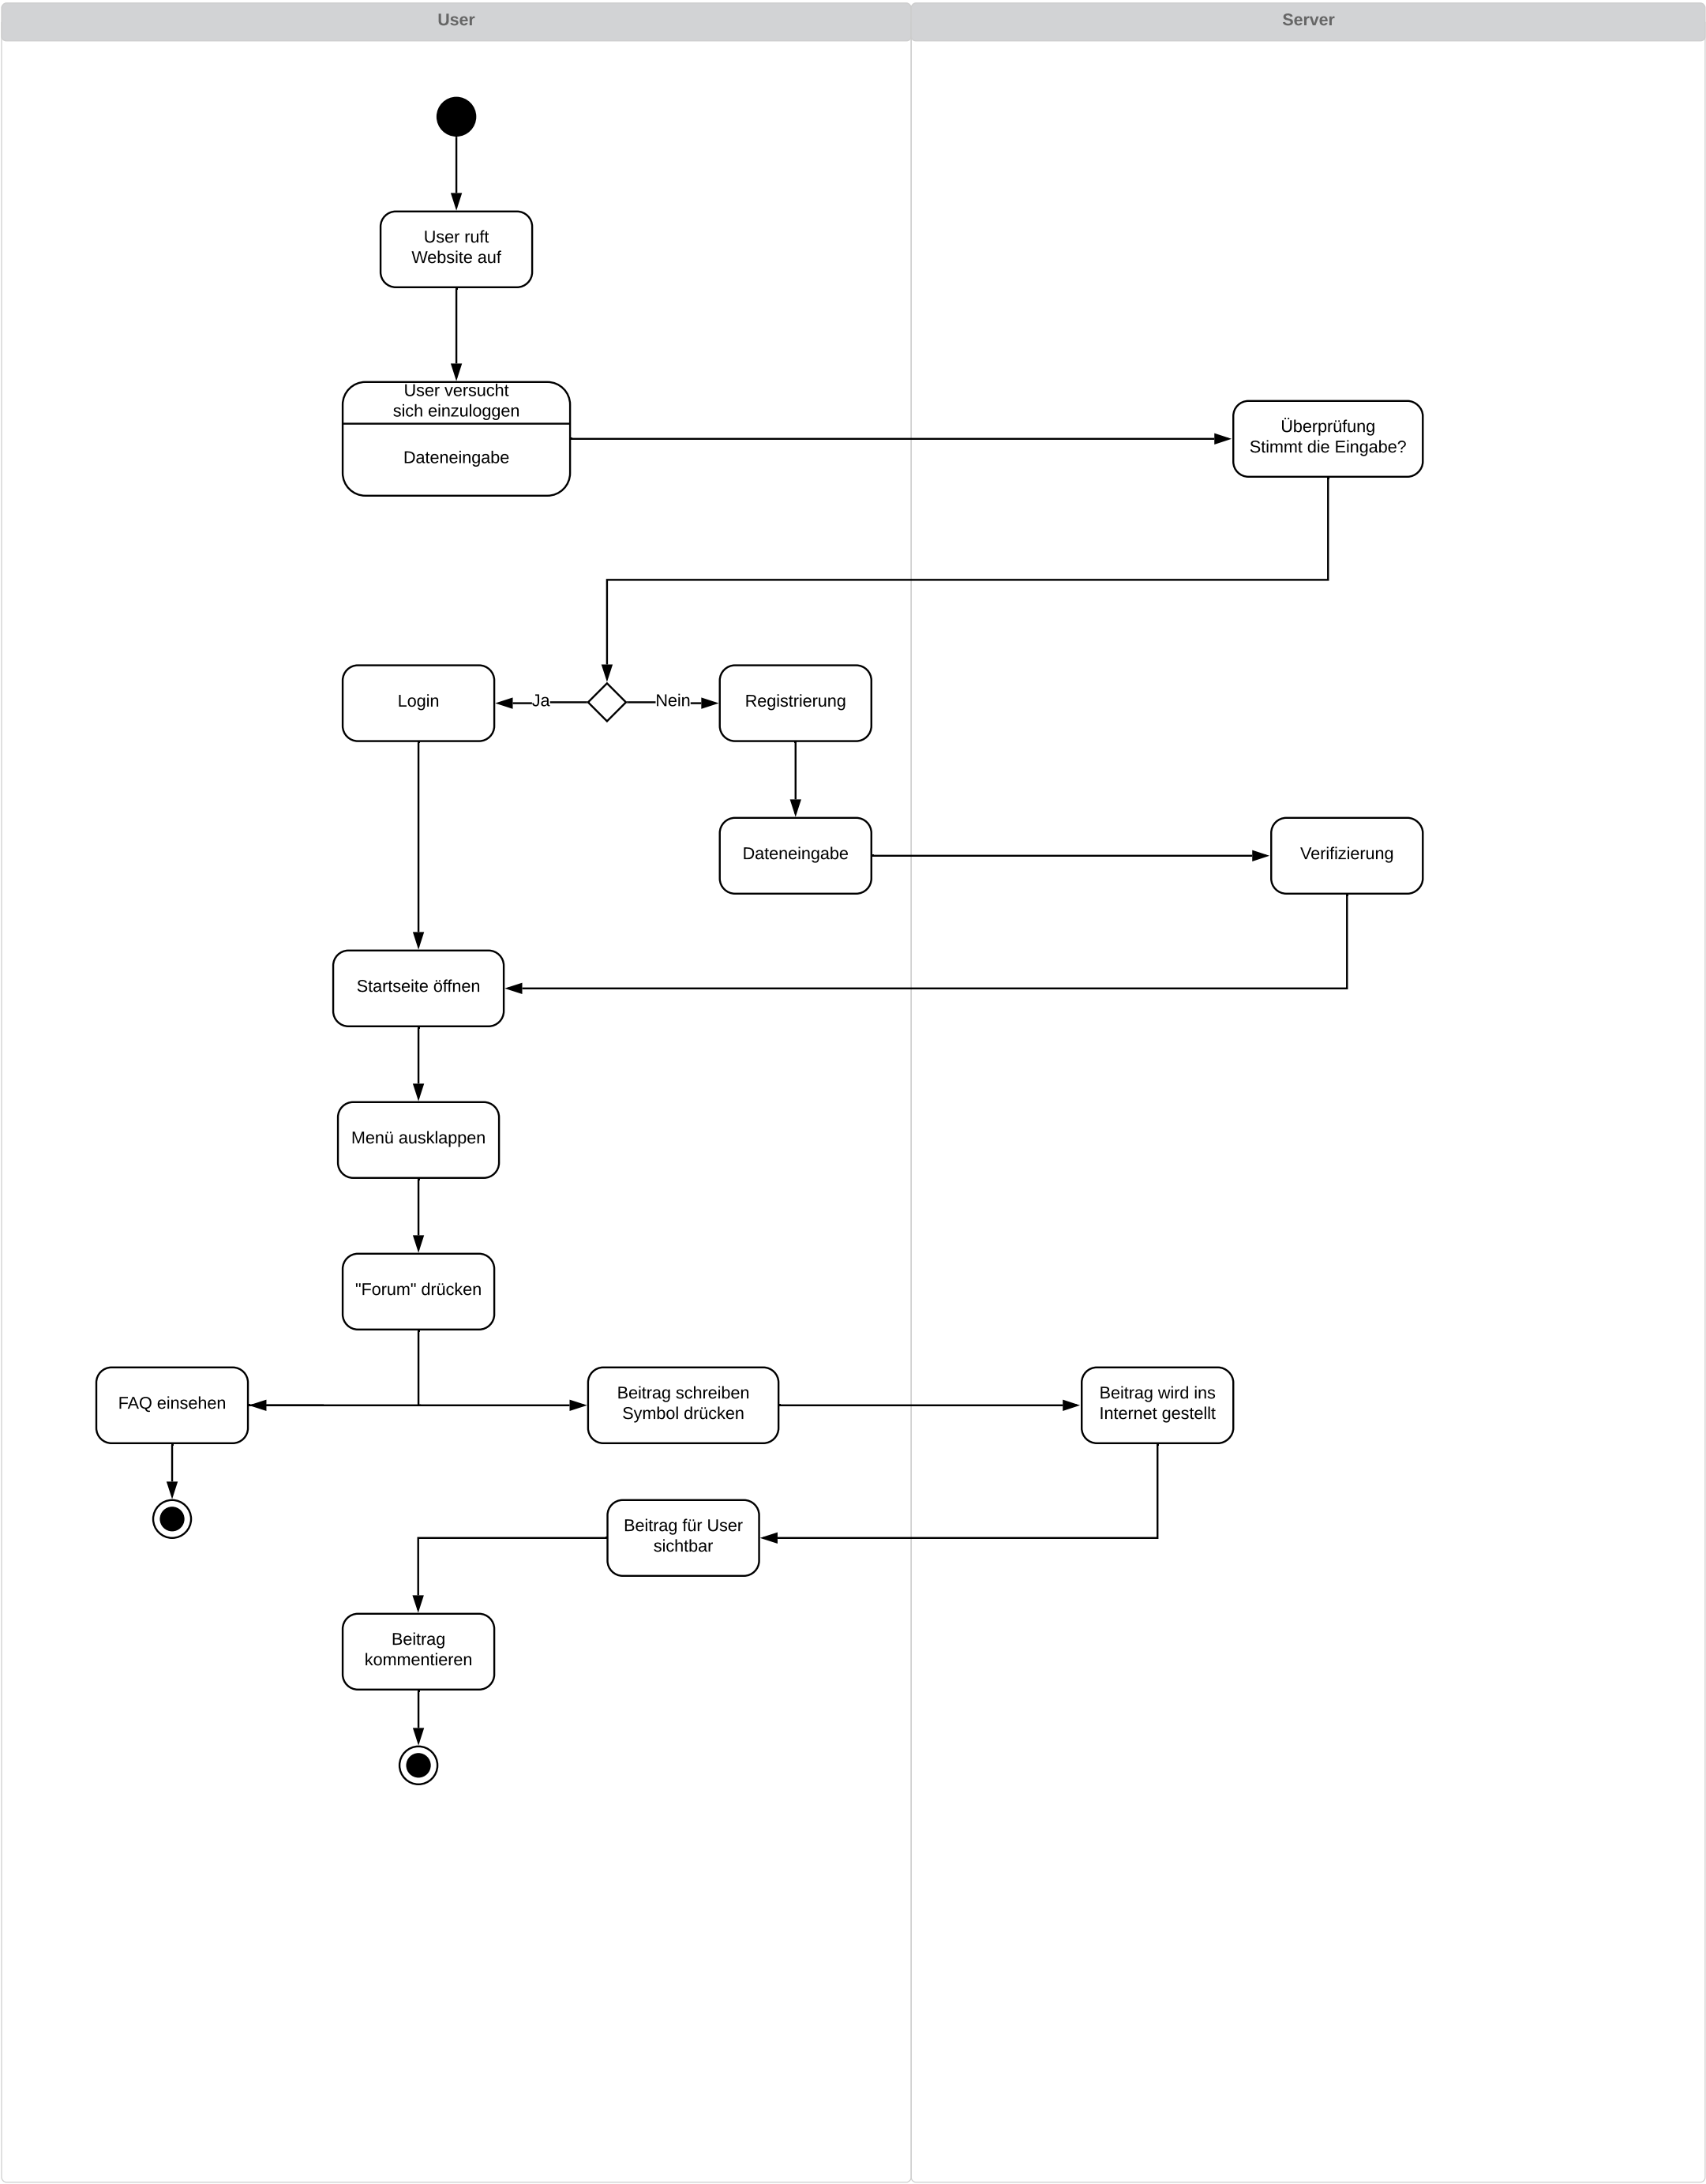 User
Server
User ruft
Website auf
User versucht
sich einzuloggen
Dateneingabe
Überprüfung
Stimmt die Eingabe?
Login
Ja
Nein
Registrierung
Dateneingabe
Verifizierung
Startseite öffnen
Menü ausklappen
"Forum" drücken
FAQ einsehen
Beitrag schreiben
Symbol drücken
Beitrag wird ins
Internet gestellt
Beitrag für User
sichtbar
Beitrag
kommentieren